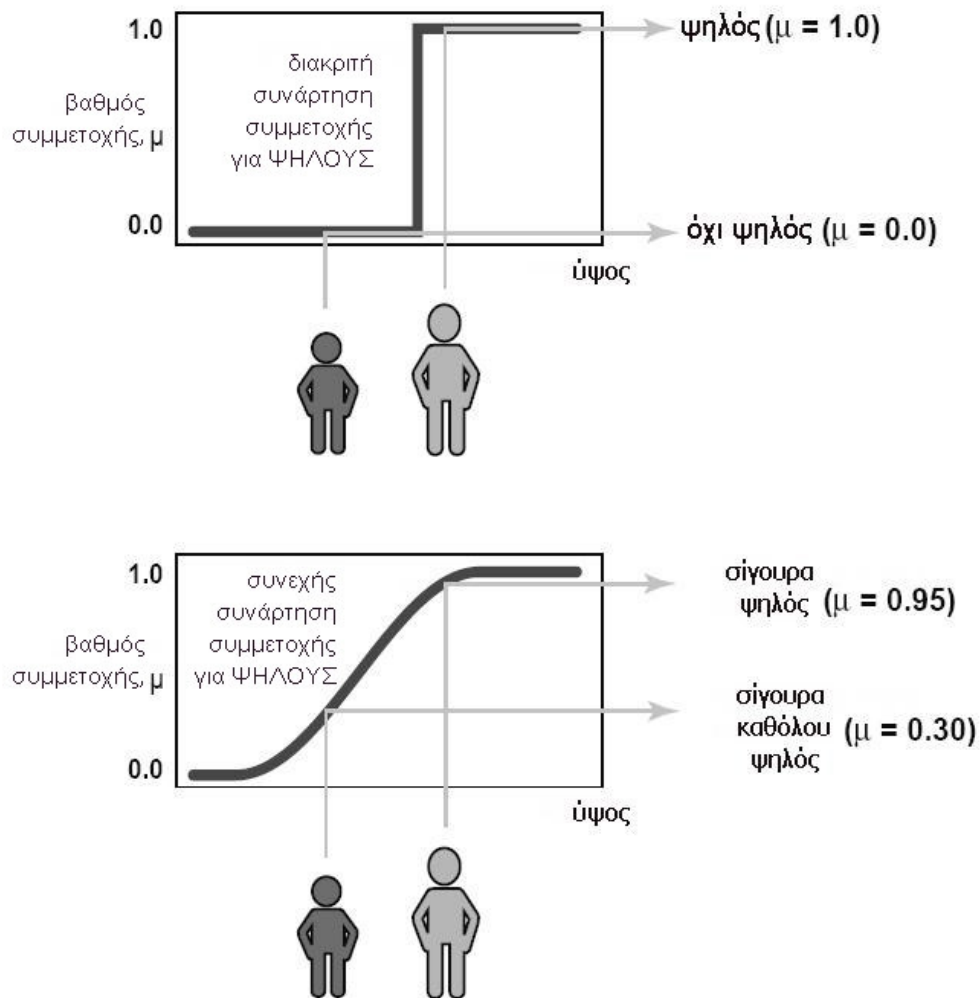 1.0
διακριτή
συνάρτηση
συμμετοχής
για ΨΗΛΟΥΣ
βαθμός
συμμετοχής, μ
0.0
ύψος
ψηλός (μ = 1.0)
όχι ψηλός (μ = 0.0)
1.0
συνεχής
συνάρτηση
συμμετοχής
για ΨΗΛΟΥΣ
βαθμός
συμμετοχής, μ
0.0
ύψος
σίγουρα
ψηλός (μ = 0.95)
σίγουρα
καθόλου (μ = 0.30)
ψηλός